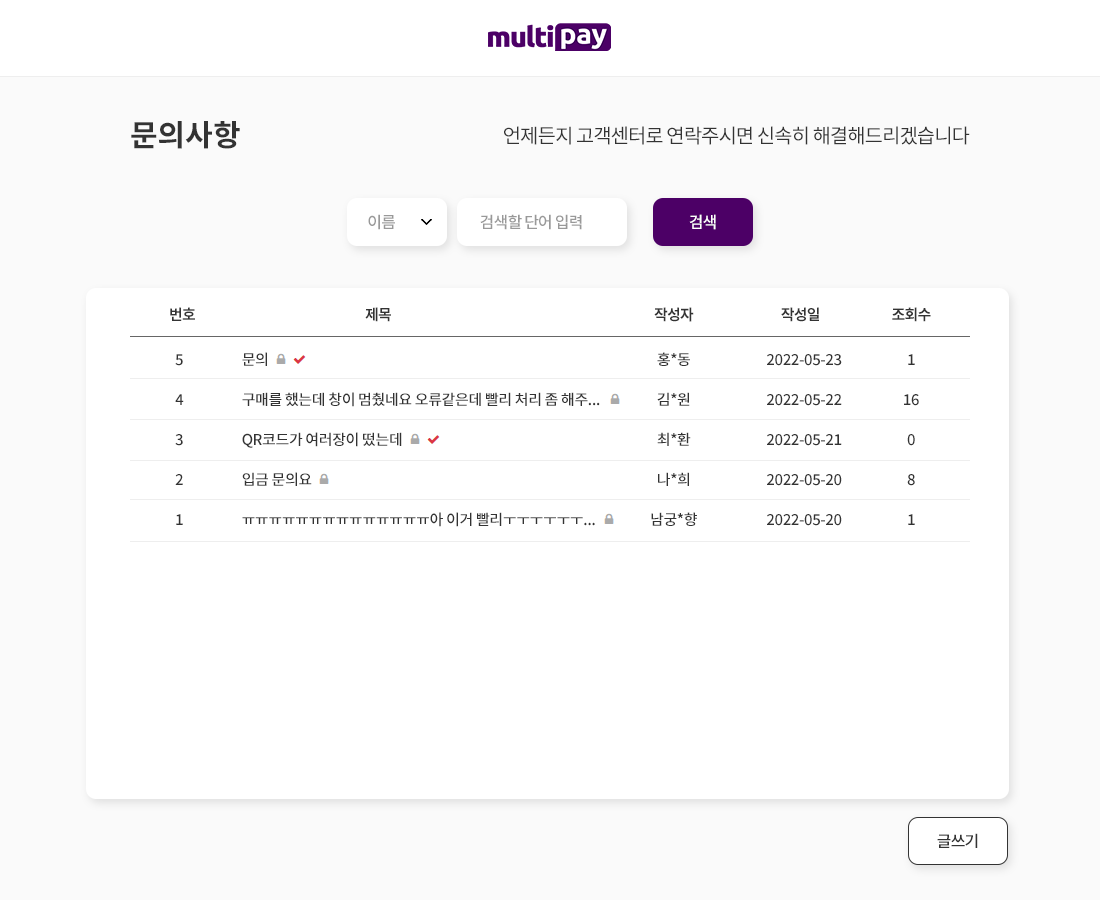 multipay
문의사항
언제든지 고객센터로 연락주시면 신속히 해결해드리겠습니다
이름 검색할 단어 입력 검색
번호 제목 작성자 작성일 조회수
5 문의 홍*동 2022-05-23 1
4 구매를 했는데 창이 멈췄네요 오류같은데 빨리 처리 좀 해주... 김*원 2022-05-22 16
3 QR코드가 여러장이 떴는데 최*환 2022-05-21 0
2 입금 문의요 나*희 2022-05-20 8
1 ㅠㅠㅠㅠㅠㅠㅠㅠㅠㅠㅠㅠㅠㅠ아 이거 빨리ㅜㅜㅜㅜㅜㅜ... 남궁*향 2022-05-20 1
글쓰기